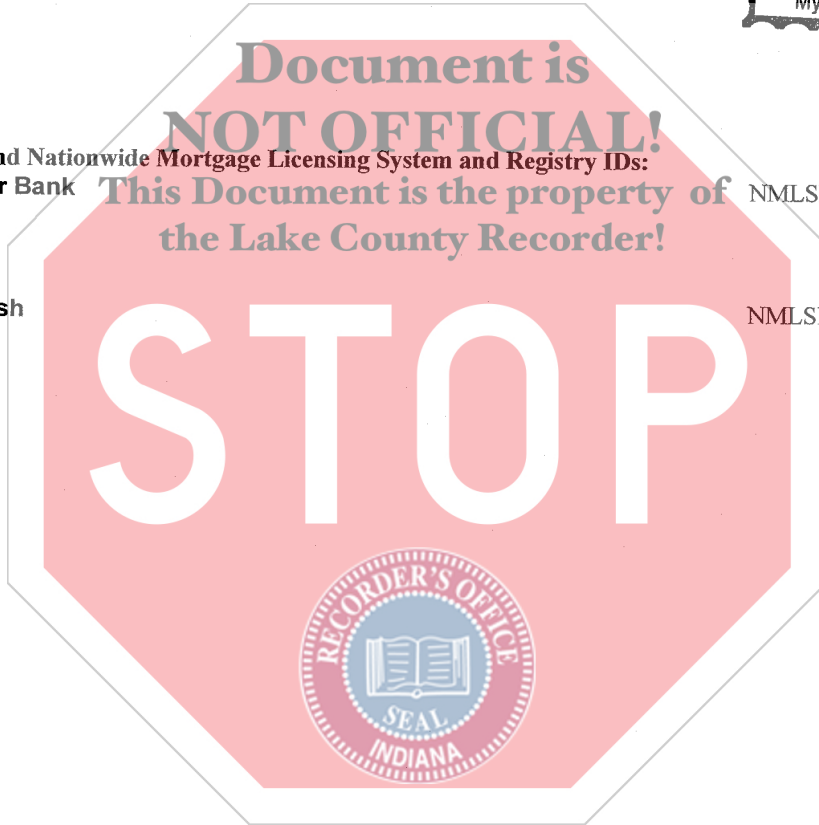 My
Document is
NOT OFFICIAL!
nd Nationwide Mortgage Licensing System and Registry IDs:
r Bank
This Document is the property of
NMLS
the Lake County Recorder!
sh
NMLS
STOP
RECORDER'S OFFICE
SEAL
INDIANA